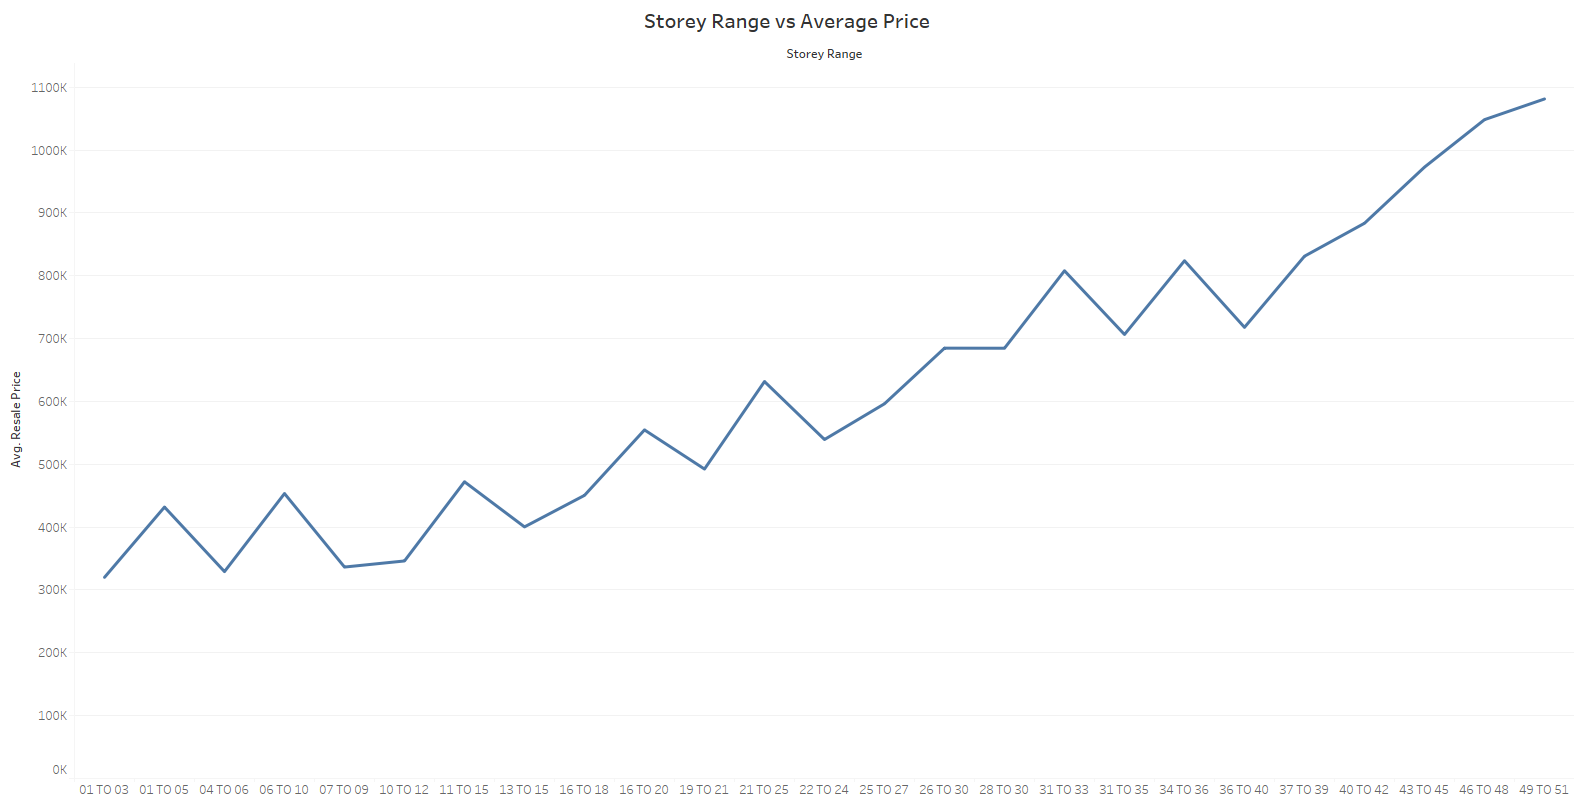 Storey Range vs Average Price
Storey Range
1100K
1000K
900K
800K
700K
600K
500K
400K
300K
200K
100K
0K
Avg. Resale Price
01 TO 03 01 TO 05 04 TO 06 06 TO 10 07 TO 09 10 TO 12 11 TO 15 13 TO 15 16 TO 18 16 TO 20 19 TO 21 21 TO 25 22 TO 24 25 TO 27 26 TO 30 28 TO 30 31 TO 33 31 TO 35 34 TO 36 36 TO 40 37 TO 39 40 TO 42 43 TO 45 46 TO 48 49 TO 51